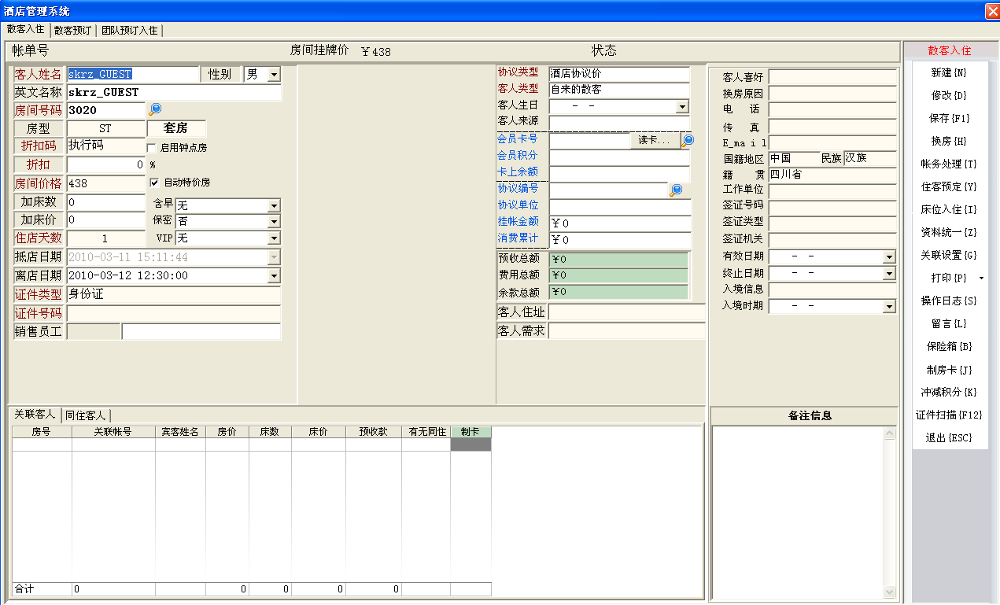 酒店管理系统
散客入住 散客预订 团队预订入住
帐单号 房间挂牌价 ￥438 状态
客人姓名 skrz_GUEST 性别 男
英文名称 skrz_GUEST
房间号码 3020
房型 ST 套房
折扣码 执行码 启用钟点房
折扣 0 %
房间价格 438 自动特价房
加床数 0 含早 无
加床价 0 保密 否
住店天数 1 VIP 无
抵店日期 2010-03-11 15:11:44
离店日期 2010-03-12 12:30:00
证件类型 身份证
证件号码
销售员工
协议类型 酒店协议价
客人类型 自来的散客
客人生日 - -
客人来源
会员卡号 读卡...
会员积分
卡上余额
协议编号
协议单位
挂帐金额 ￥0
消费累计 ￥0
预收总额 ￥0
费用总额 ￥0
余款总额 ￥0
客人住址
客人需求
客人喜好
换房原因
电 话
传 真
E_mail
国籍地区 中国 民族 汉族
籍 贯 四川省
工作单位
签证号码
签证类型
签证机关
有效日期 - -
终止日期 - -
入境信息
入境时期 - -
关联客人 同住客人
房号 关联帐号 宾客姓名 房价 床数 床价 预收款 有无同住 制卡
合计 0 0 0 0 0
备注信息
散客入住
新建{N}
修改{D}
保存{F1}
换房{H}
帐务处理{T}
住客预定{Y}
床位入住{I}
资料统一{Z}
关联设置{G}
打印{P}
操作日志{S}
留言{L}
保险箱{B}
制房卡{J}
冲减积分{K}
证件扫描{F12}
退出{ESC}